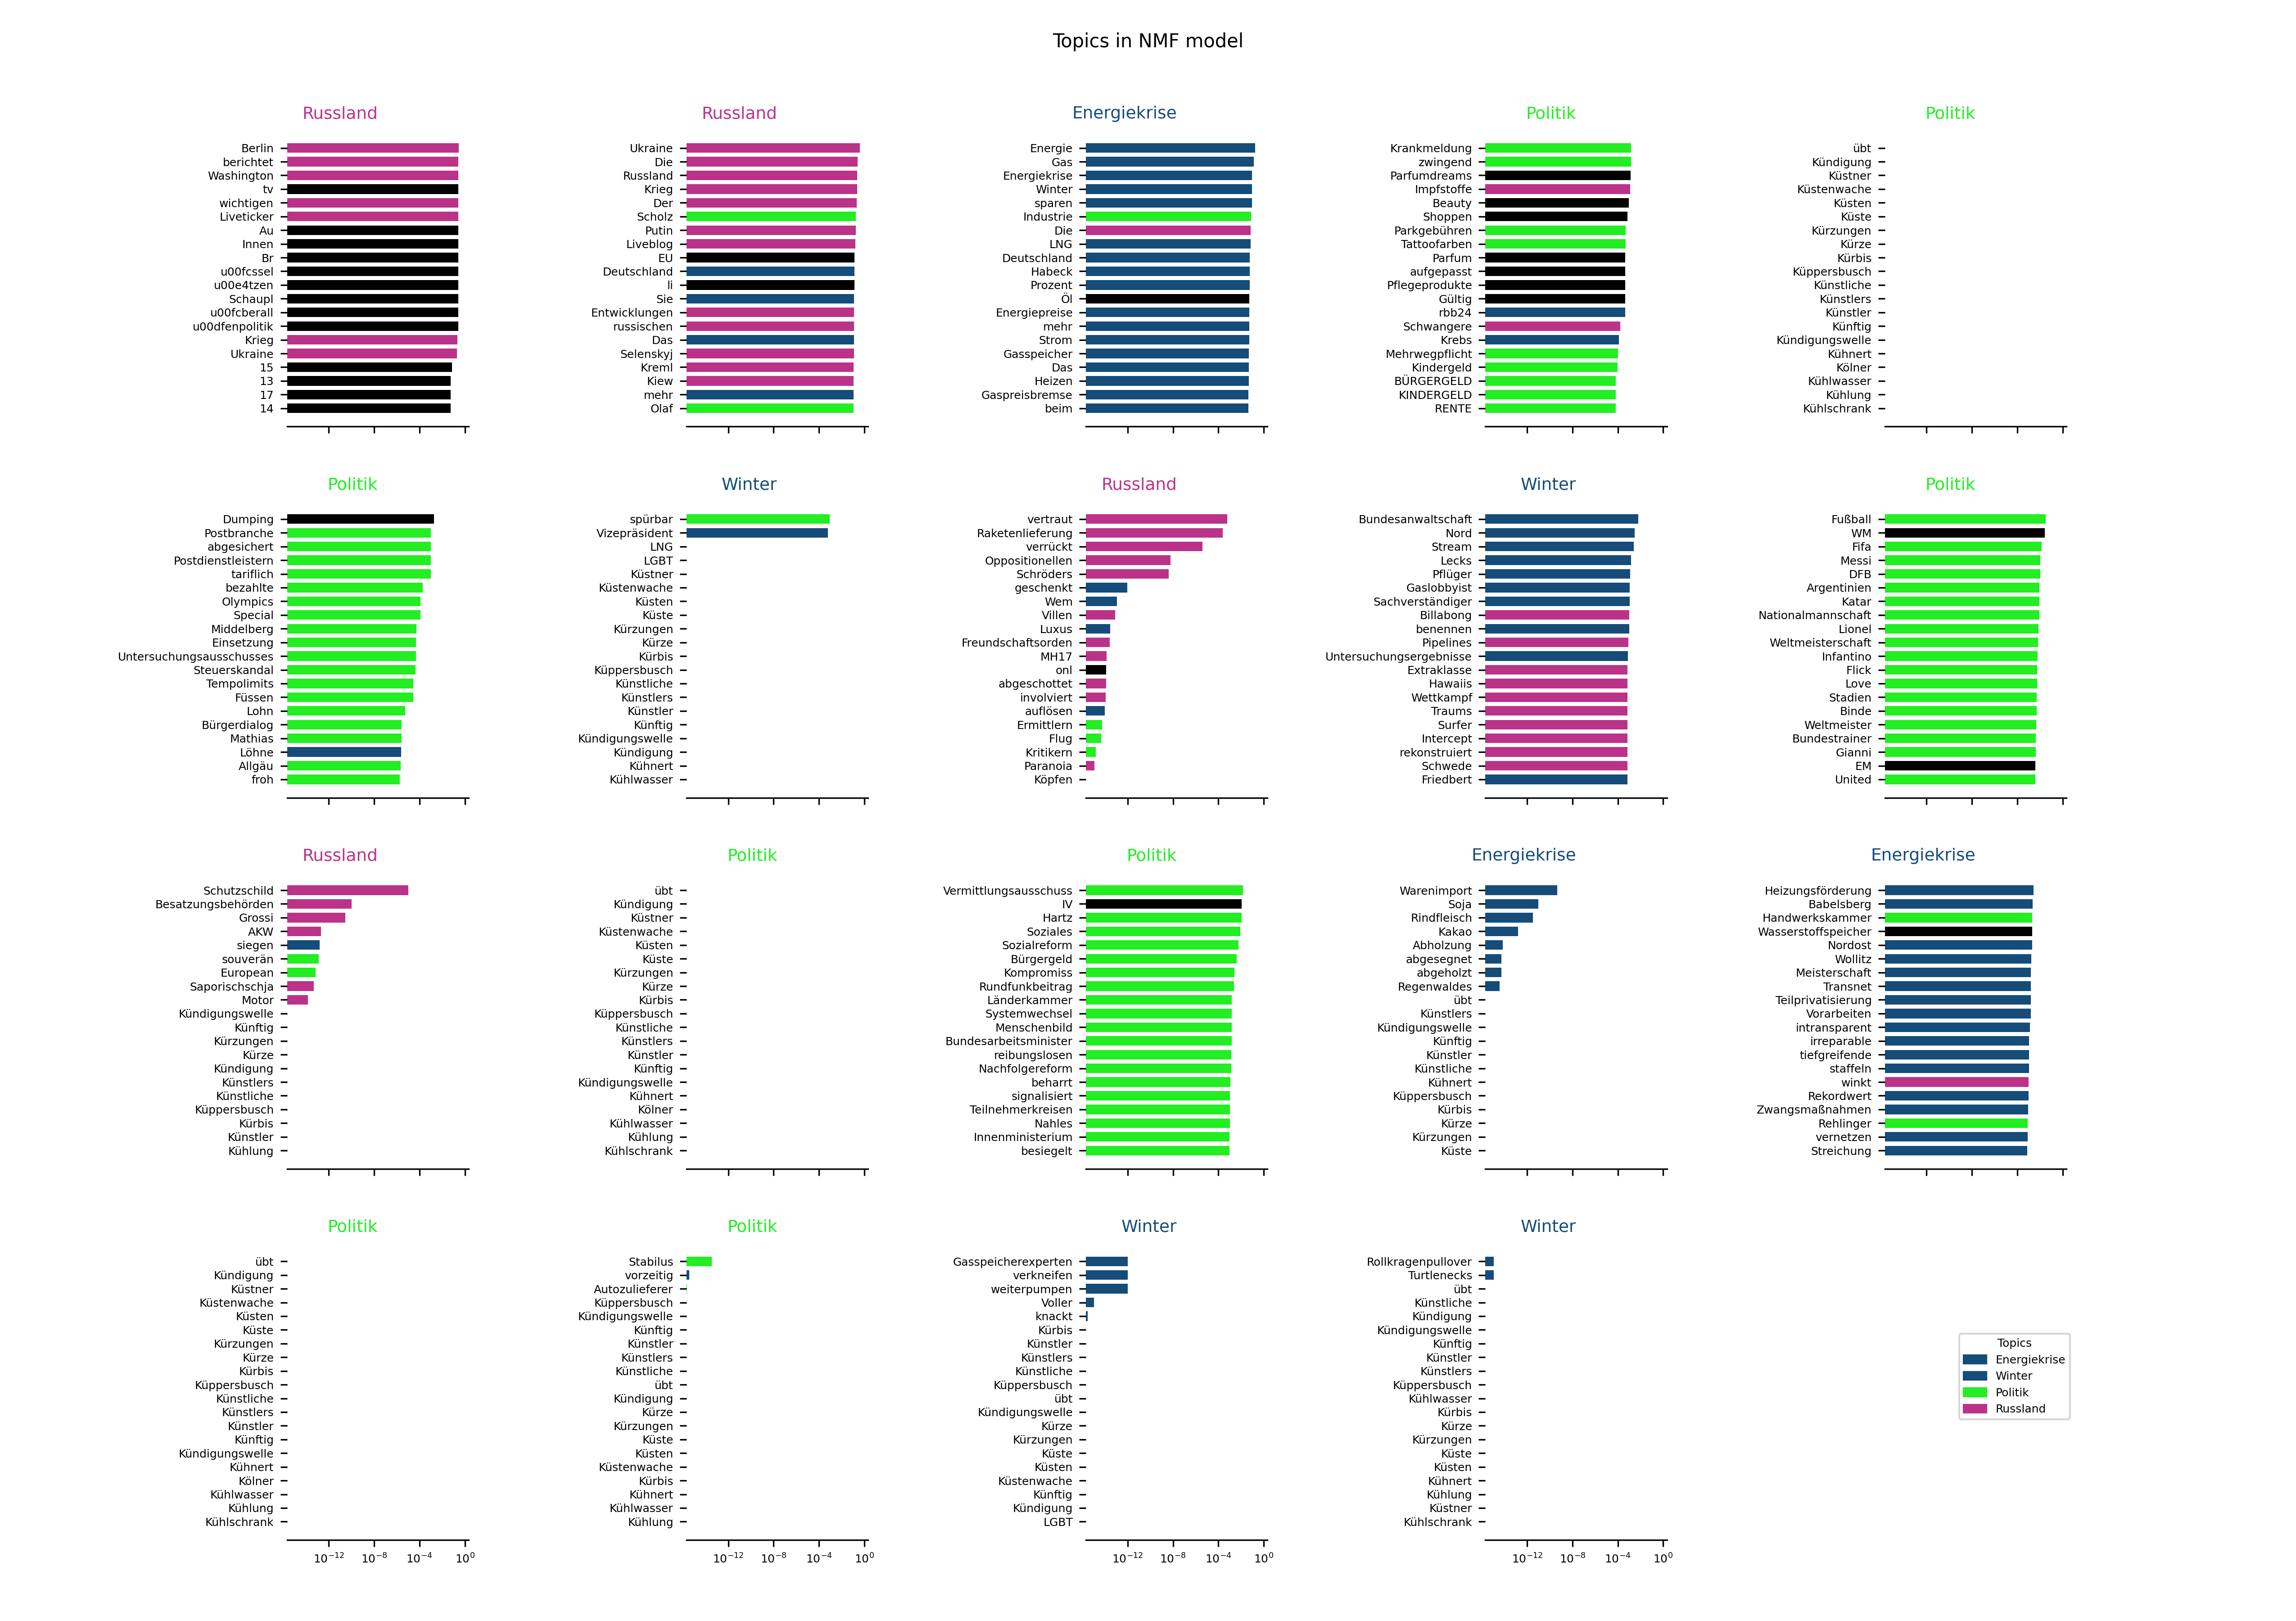 Topics in NMF model
Russland
Berlin
berichtet
Washington
tv
wichtigen
Liveticker
Au
Innen
Br
u00fcssel
u00e4tzen
Schaupl
u00fcberall
u00dfenpolitik
Krieg
Ukraine
15
13
17
14
Russland
Ukraine
Die
Russland
Krieg
Der
Scholz
Putin
Liveblog
EU
Deutschland
li
Sie
Entwicklungen
russischen
Das
Selenskyj
Kreml
Kiew
mehr
Olaf
Energiekrise
Energie
Gas
Energiekrise
Winter
sparen
Industrie
Die
LNG
Deutschland
Habeck
Prozent
Öl
Energiepreise
mehr
Strom
Gasspeicher
Das
Heizen
Gaspreisbremse
beim
Politik
Krankmeldung
zwingend
Parfumdreams
Impfstoffe
Beauty
Shoppen
Parkgebühren
Tattoofarben
Parfum
aufgepasst
Pflegeprodukte
Gültig
rbb24
Schwangere
Krebs
Mehrwegpflicht
Kindergeld
BÜRGERGELD
KINDERGELD
RENTE
Politik
übt
Kündigung
Küstner
Küstenwache
Küsten
Küste
Kürzungen
Kürze
Kürbis
Küppersbusch
Künstliche
Künstlers
Künstler
Künftig
Kündigungswelle
Kühnert
Kölner
Kühlwasser
Kühlung
Kühlschrank
Politik
Dumping
Postbranche
abgesichert
Postdienstleistern
tariflich
bezahlte
Olympics
Special
Middelberg
Einsetzung
Untersuchungsausschusses
Steuerskandal
Tempolimits
Füssen
Lohn
Bürgerdialog
Mathias
Löhne
Allgäu
froh
Winter
spürbar
Vizepräsident
LNG
LGBT
Küstner
Küstenwache
Küsten
Küste
Kürzungen
Kürze
Kürbis
Küppersbusch
Künstliche
Künstlers
Künstler
Künftig
Kündigungswelle
Kündigung
Kühnert
Kühlwasser
Russland
vertraut
Raketenlieferung
verrückt
Oppositionellen
Schröders
geschenkt
Wem
Villen
Luxus
Freundschaftsorden
MH17
onl
abgeschottet
involviert
auflösen
Ermittlern
Flug
Kritikern
Paranoia
Köpfen
Winter
Bundesanwaltschaft
Nord
Stream
Lecks
Pflüger
Gaslobbyist
Sachverständiger
Billabong
benennen
Pipelines
Untersuchungsergebnisse
Extraklasse
Hawaiis
Wettkampf
Traums
Surfer
Intercept
rekonstruiert
Schwede
Friedbert
Politik
Fußball
WM
Fifa
Messi
DFB
Argentinien
Katar
Nationalmannschaft
Lionel
Weltmeisterschaft
Infantino
Flick
Love
Stadien
Binde
Weltmeister
Bundestrainer
Gianni
EM
United
Russland
Schutzschild
Besatzungsbehörden
Grossi
AKW
siegen
souverän
European
Saporischschja
Motor
Kündigungswelle
Künftig
Kürzungen
Kürze
Kündigung
Künstlers
Künstliche
Küppersbusch
Kürbis
Künstler
Kühlung
Politik
übt
Kündigung
Küstner
Küstenwache
Küsten
Küste
Kürzungen
Kürze
Kürbis
Küppersbusch
Künstliche
Künstlers
Künstler
Künftig
Kündigungswelle
Kühnert
Kölner
Kühlwasser
Kühlung
Kühlschrank
Politik
Vermittlungsausschuss
IV
Hartz
Soziales
Sozialreform
Bürgergeld
Kompromiss
Rundfunkbeitrag
Länderkammer
Systemwechsel
Menschenbild
Bundesarbeitsminister
reibungslosen
Nachfolgereform
beharrt
signalisiert
Teilnehmerkreisen
Nahles
Innenministerium
besiegelt
Energiekrise
Warenimport
Soja
Rindfleisch
Kakao
Abholzung
abgesegnet
abgeholzt
Regenwaldes
übt
Künstlers
Kündigungswelle
Künftig
Künstler
Künstliche
Kühnert
Küppersbusch
Kürbis
Kürze
Kürzungen
Küste
Energiekrise
Heizungsförderung
Babelsberg
Handwerkskammer
Wasserstoffspeicher
Nordost
Wollitz
Meisterschaft
Transnet
Teilprivatisierung
Vorarbeiten
intransparent
irreparable
tiefgreifende
staffeln
winkt
Rekordwert
Zwangsmaßnahmen
Rehlinger
vernetzen
Streichung
Politik
übt
Kündigung
Küstner
Küstenwache
Küsten
Küste
Kürzungen
Kürze
Kürbis
Küppersbusch
Künstliche
Künstlers
Künstler
Künftig
Kündigungswelle
Kühnert
Kölner
Kühlwasser
Kühlung
Kühlschrank
10⁻¹² 10⁻⁸ 10⁻⁴ 10⁰
Politik
Stabilus
vorzeitig
Autozulieferer
Küppersbusch
Kündigungswelle
Künftig
Künstler
Künstlers
Künstliche
übt
Kündigung
Kürze
Kürzungen
Küste
Küsten
Küstenwache
Kürbis
Kühnert
Kühlwasser
Kühlung
10⁻¹² 10⁻⁸ 10⁻⁴ 10⁰
Winter
Gasspeicherexperten
verkneifen
weiterpumpen
Voller
knackt
Kürbis
Künstler
Künstlers
Künstliche
Küppersbusch
übt
Kündigungswelle
Kürze
Kürzungen
Küste
Küsten
Küstenwache
Künftig
Kündigung
LGBT
10⁻¹² 10⁻⁸ 10⁻⁴ 10⁰
Winter
Rollkragenpullover
Turtlenecks
übt
Künstliche
Kündigung
Kündigungswelle
Künftig
Künstler
Künstlers
Küppersbusch
Kühlwasser
Kürbis
Kürze
Kürzungen
Küste
Küsten
Kühnert
Kühlung
Küstner
Kühlschrank
10⁻¹² 10⁻⁸ 10⁻⁴ 10⁰
Topics
Energiekrise
Winter
Politik
Russland